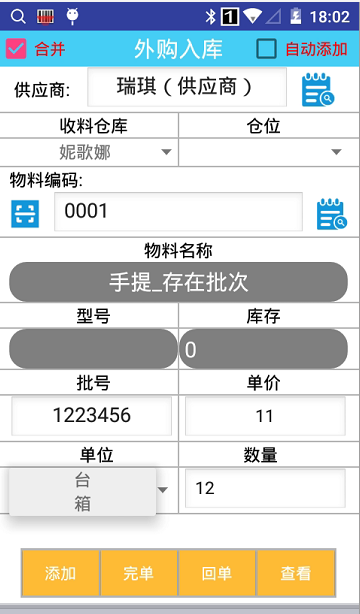 1 18:02
合并 外购入库 自动添加
供应商: 瑞琪（供应商）
收料仓库 仓位
妮歌娜
物料编码:
0001
物料名称
手提_存在批次
型号 库存
0
批号 单价
1223456 11
单位 数量
台 12
箱
添加 完单 回单 查看